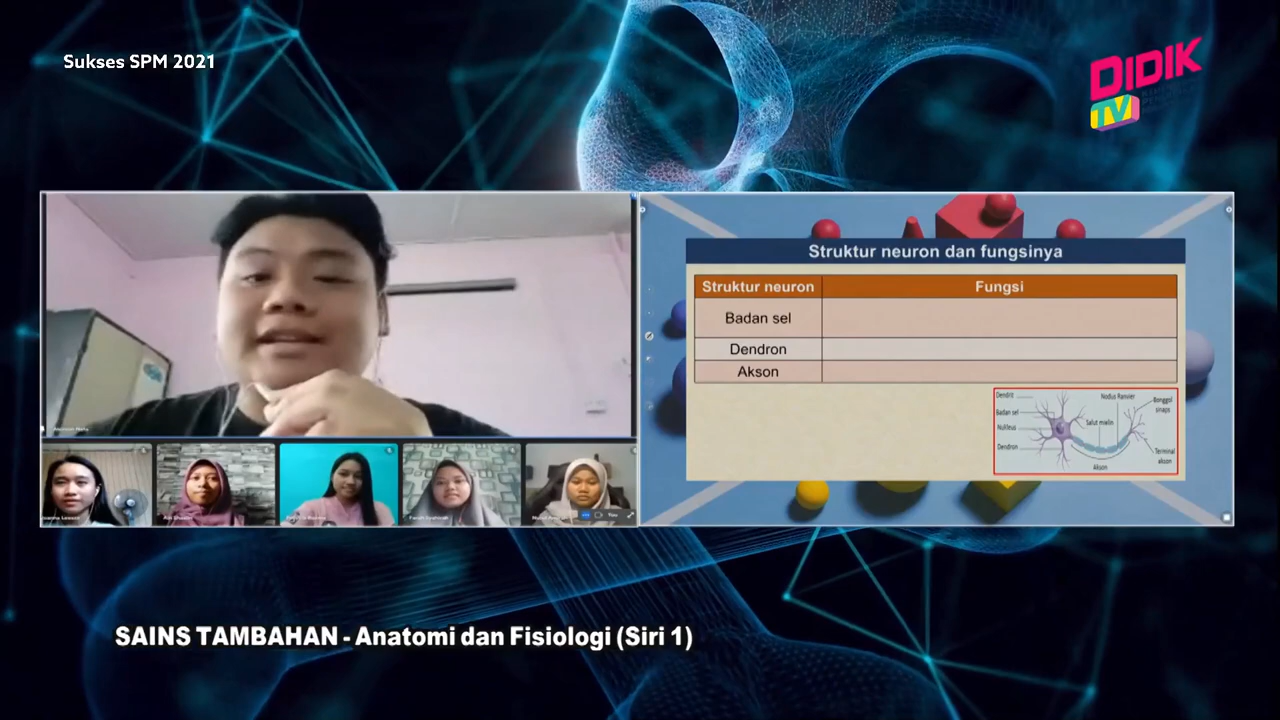 Sukses SPM 2021
DIDIK
TV
Struktur neuron dan fungsinya
Struktur neuron
Fungsi
Badan sel
Dendron
Akson
Dendrit
Badan sel
Nukleus
Dendron
Nodus Ranvier
Salut mielin
Akson
Bonggol
sinaps
Terminal
akson
You
SAINS TAMBAHAN - Anatomi dan Fisiologi (Siri 1)